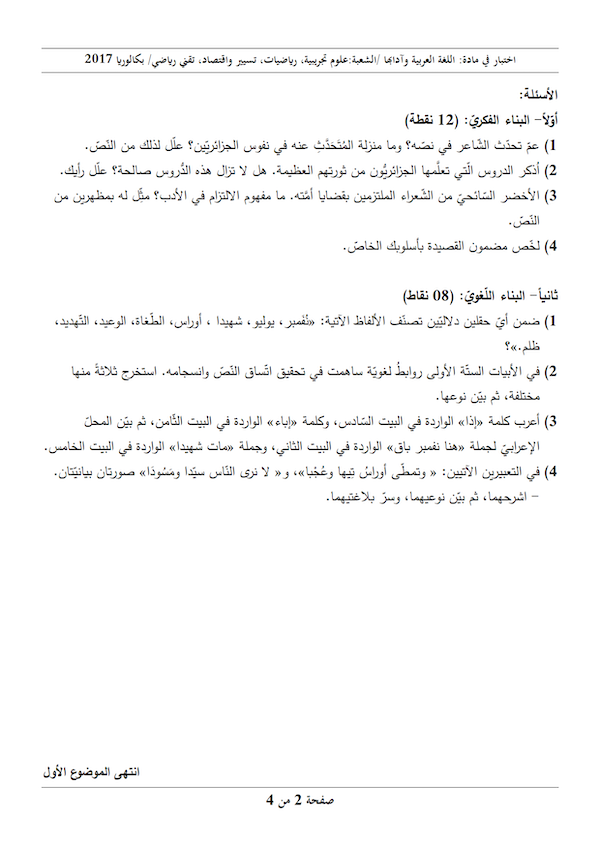 اختبار في مادة: اللغة العربية وآدابها /الشعبة:علوم تجريبية، رياضيات، تسيير واقتصاد، تقني رياضي/ بكالوريا 2017
الأسئلة:
أوّلاً– البناء الفكريّ: (12 نقطة)
1) عمّ تحدّث الشّاعر في نصّه؟ وما منزلة المُتَحَدَّثِ عنه في نفوس الجزائريّين؟ علّل لذلك من النّصّ.
2) أذكر الدروس الّتي تعلّمها الجزائريُّون من ثورتهم العظيمة. هل لا تزال هذه الدُّروس صالحة؟ علّل رأيك.
3) الأخضر السّائحيّ من الشّعراء الملتزمين بقضايا أمّته. ما مفهوم الالتزام في الأدب؟ مثِّل له بمظهرين من
النّصّ.
4) لخّص مضمون القصيدة بأسلوبك الخاصّ.
ثانياً– البناء اللّغويّ: (08 نقاط)
1) ضمن أيّ حقلين دلاليّين تصنّف الألفاظ الآتية: «نُفَمبر، يوليو، شهيدا ، أوراس، الطّغاة، الوعيد، التّهديد،
ظلم.»؟
2) في الأبيات الستّة الأولى روابطُ لغويّة ساهمت في تحقيق اتّساق النّصّ وانسجامه. استخرج ثلاثةً منها
مختلفة، ثم بيّن نوعها.
3) أعرب كلمة «إذا» الواردة في البيت السّادس، وكلمة «إباء» الواردة في البيت الثّامن، ثم بيّن المحلّ
الإعرابيّ لجملة «هنا نفمبر باق» الواردة في البيت الثاني، وجملة «مات شهيدا» الواردة في البيت الخامس.
4) في التعبيرين الآتيين: « وتمطّى أوراسُ تيها وعُجْبا»، و« لا نرى النّاس سيّدا ومَسُودَا» صورتان بيانيّتان.
– اشرحهما، ثم بيّن نوعيهما، وسرّ بلاغتيهما.
انتهى الموضوع الأول
صفحة 2 من 4